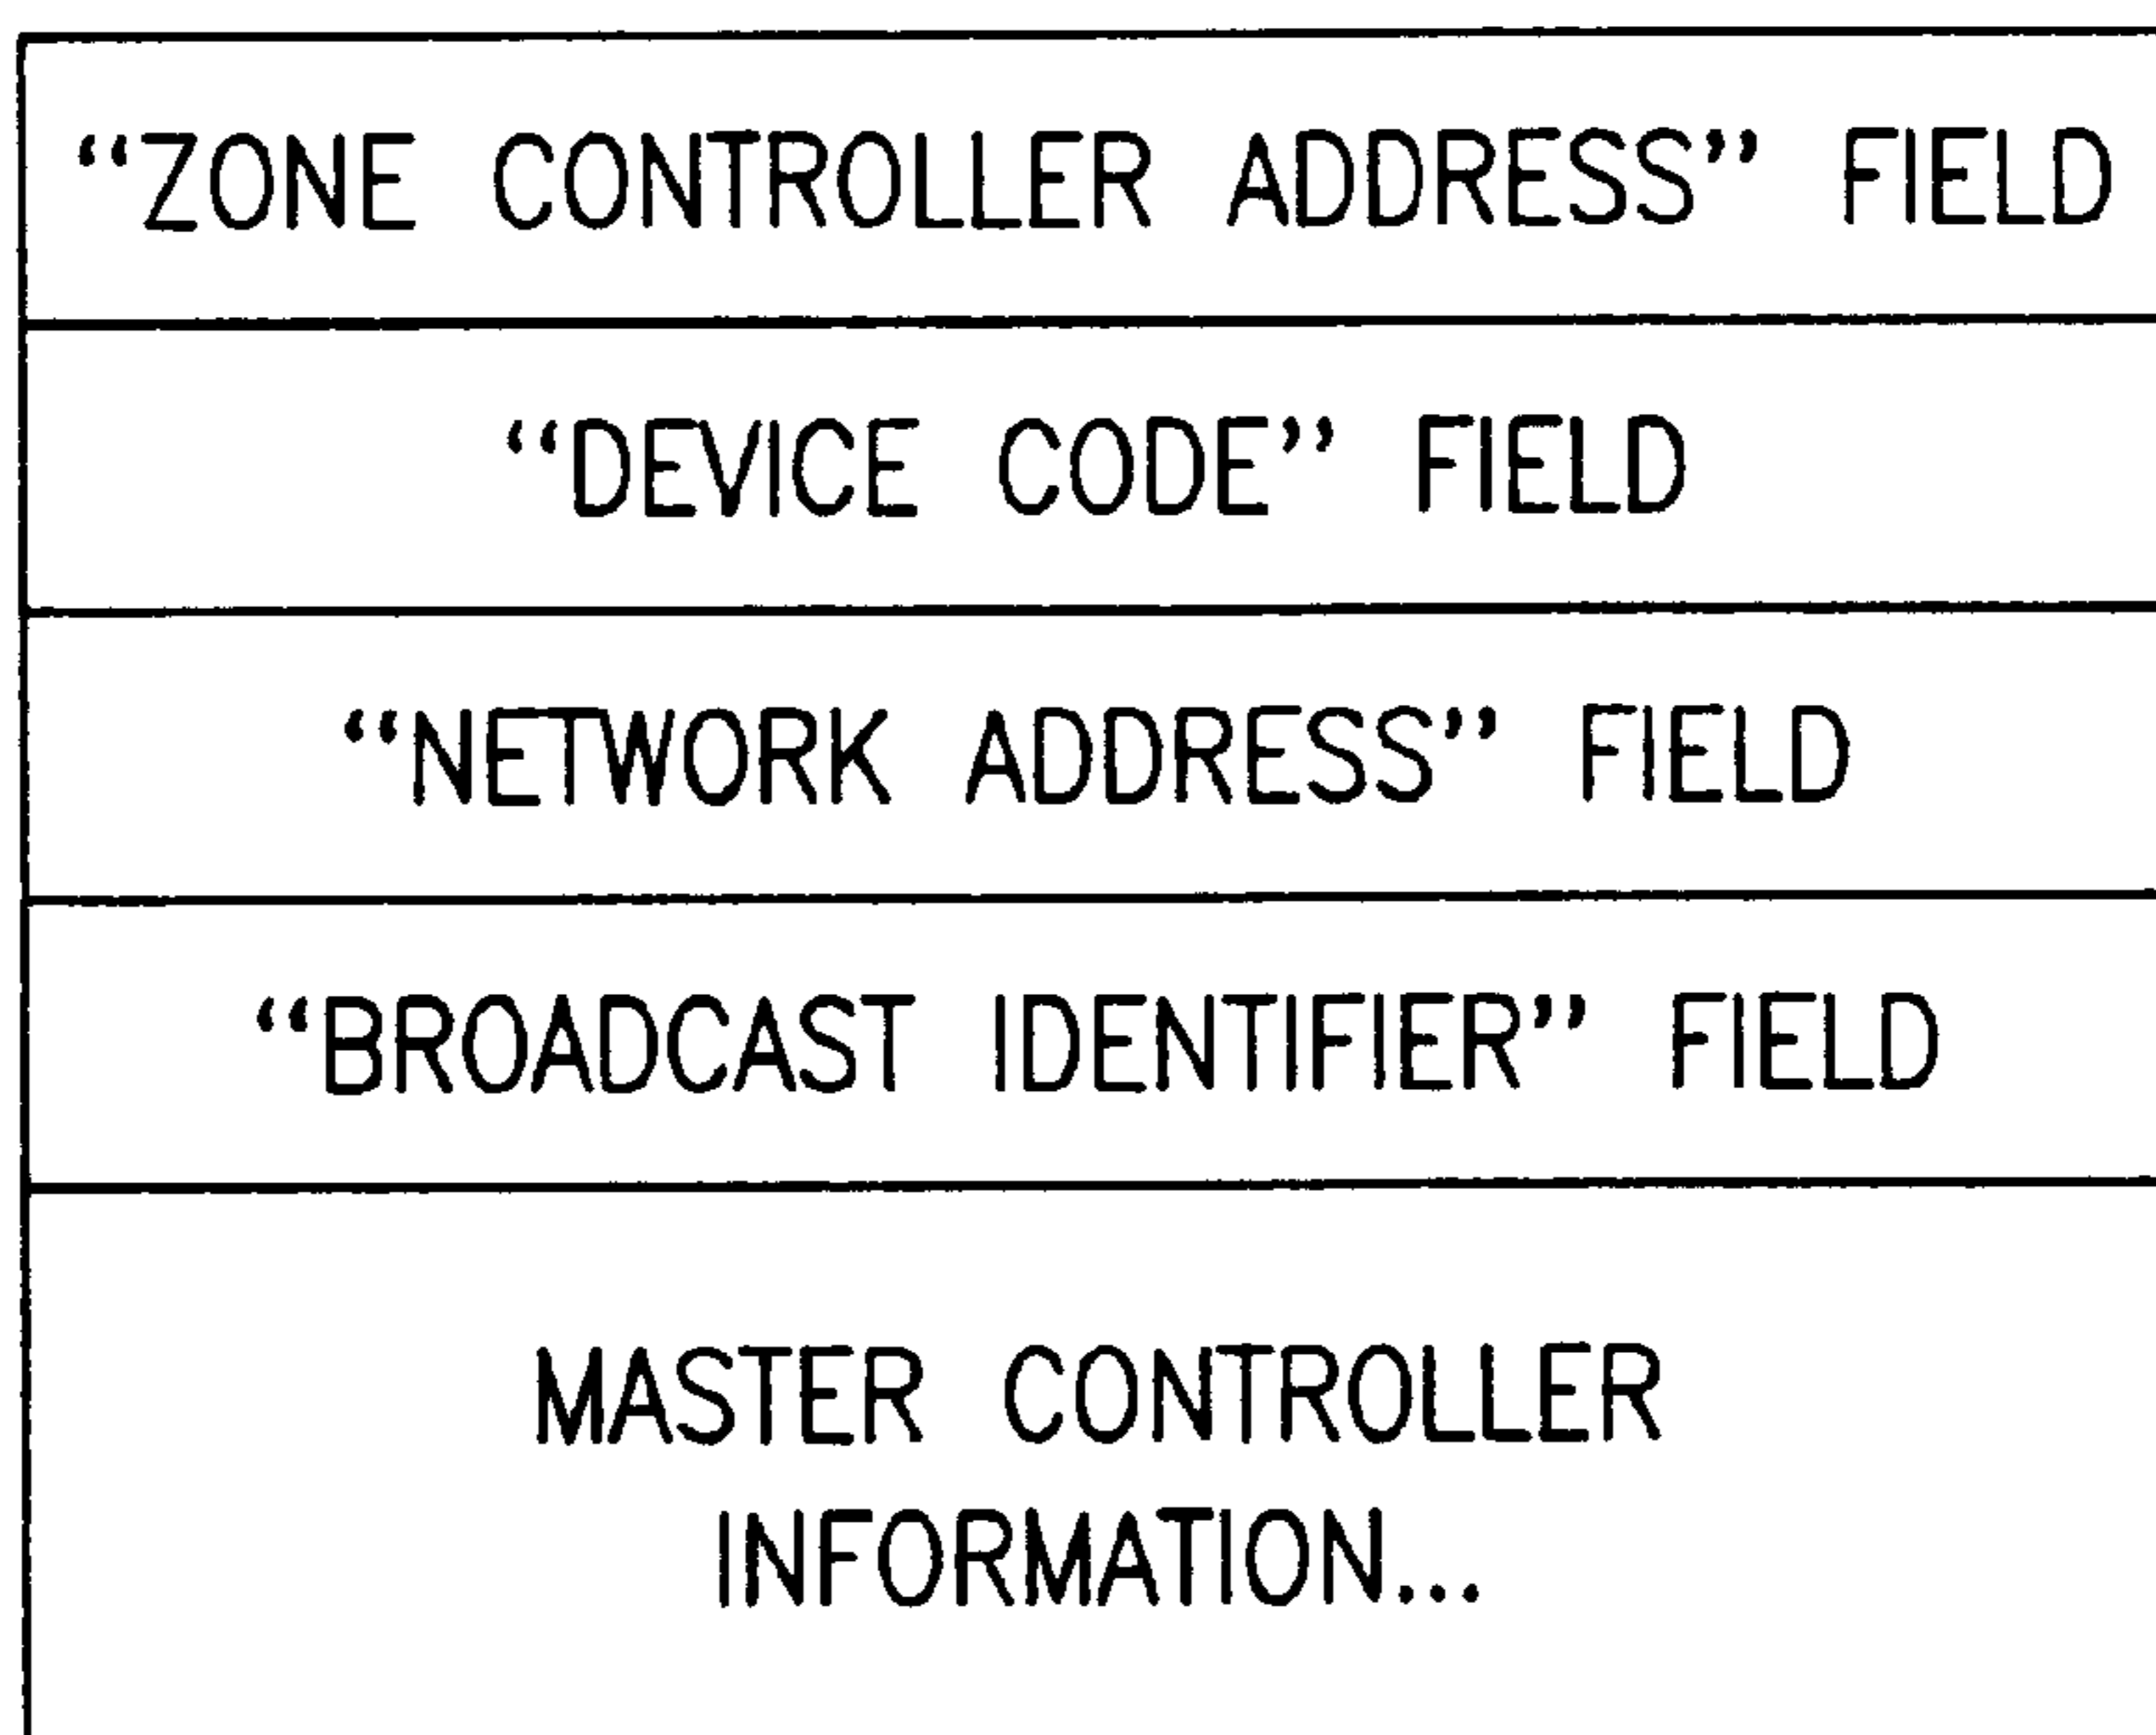 “ZONE CONTROLLER ADDRESS” FIELD
“DEVICE CODE” FIELD
“NETWORK ADDRESS” FIELD
“BROADCAST IDENTIFIER” FIELD
MASTER CONTROLLER
INFORMATION...